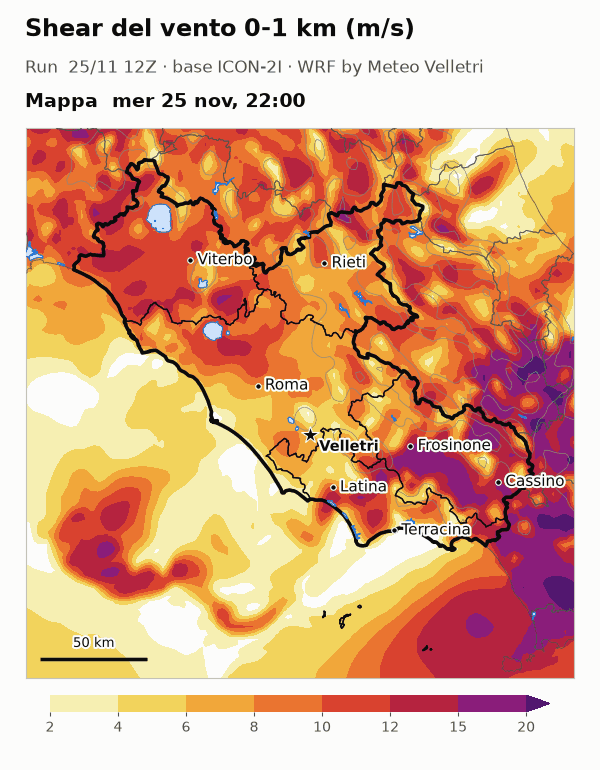 Shear del vento 0-1 km (m/s)
Run  25/11 12Z · base ICON-2I · WRF by Meteo Velletri
Mappa  mer 25 nov, 22:00
Viterbo
Rieti
Roma
Velletri
Frosinone
Latina
Cassino
Terracina
50 km
2 4 6 8 10 12 15 20